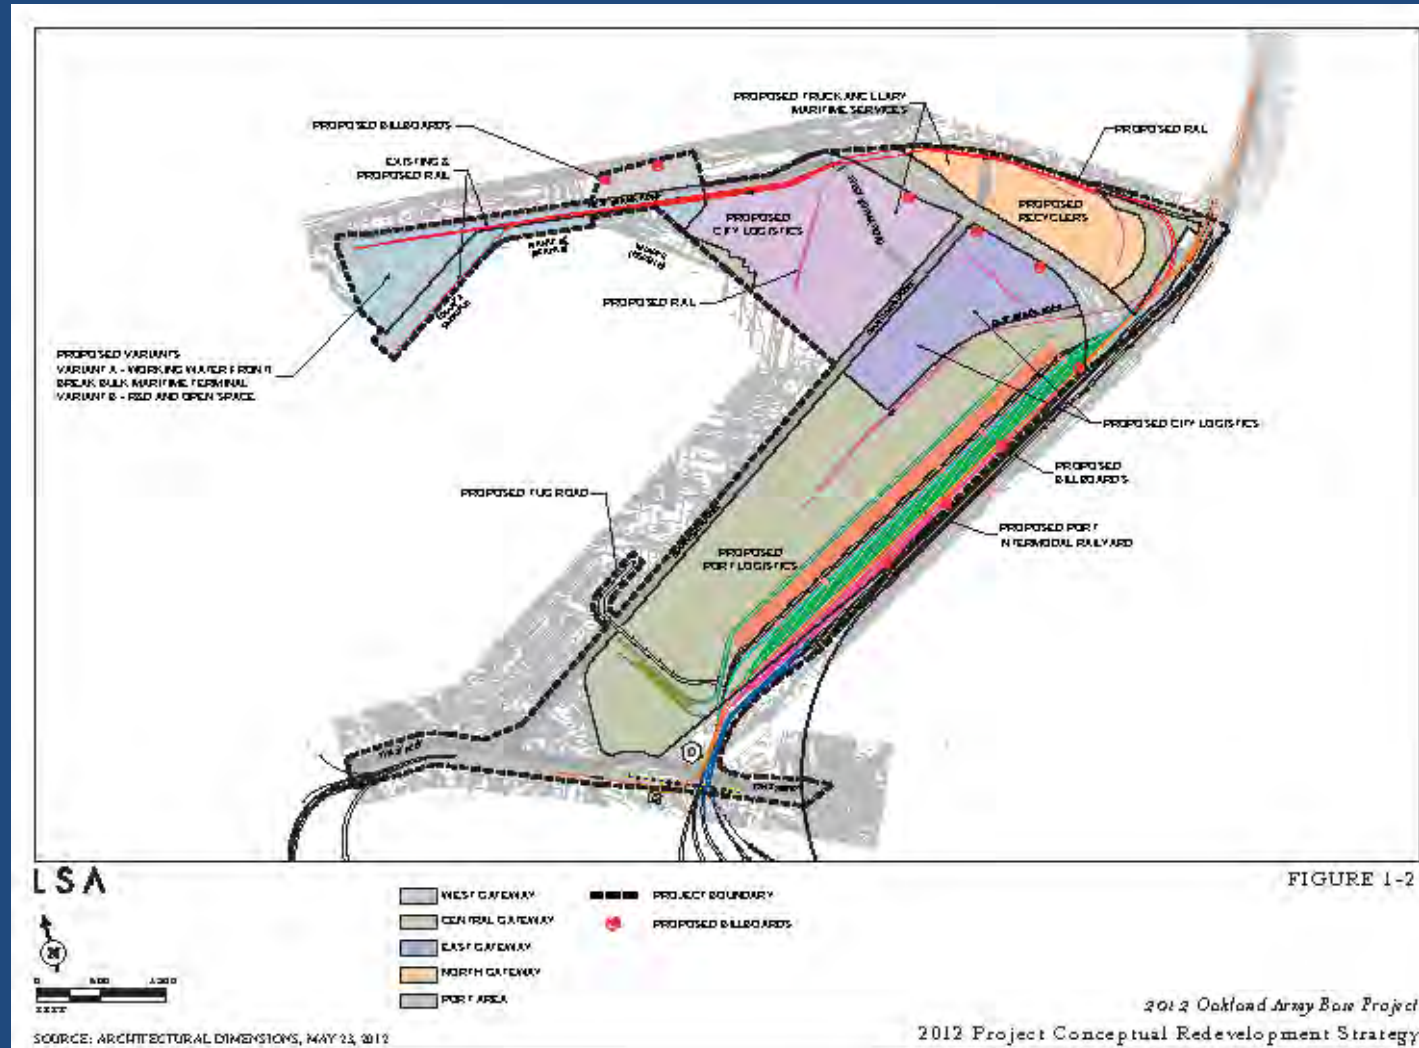 PROPOSED TRUCK ANCILLARY
MARITIME SERVICES
PROPOSED BILLBOARDS
PROPOSED RAIL
EXISTING &
PROPOSED RAIL
PROPOSED
RECYCLERS
PROPOSED
CITY LOGISTICS
PROPOSED RAIL
PROPOSED VARIANTS
VARIANT A - WORKING WATERFRONT
BREAK BULK MARITIME TERMINAL
VARIANT B - R&D AND OPEN SPACE
PROPOSED CITY LOGISTICS
PROPOSED
BILLBOARDS
PROPOSED TUG ROAD
PROPOSED PORT
INTERMODAL RAILYARD
PROPOSED
PORT LOGISTICS
LSA
FIGURE 1-2
WEST GATEWAY
PROJECT BOUNDARY
CENTRAL GATEWAY
PROPOSED BILLBOARDS
EAST GATEWAY
NORTH GATEWAY
PORT AREA
0
FEET
2012 Oakland Army Base Project
2012 Project Conceptual Redevelopment Strategy
SOURCE: ARCHITECTURAL DIMENSIONS, MAY 23, 2012